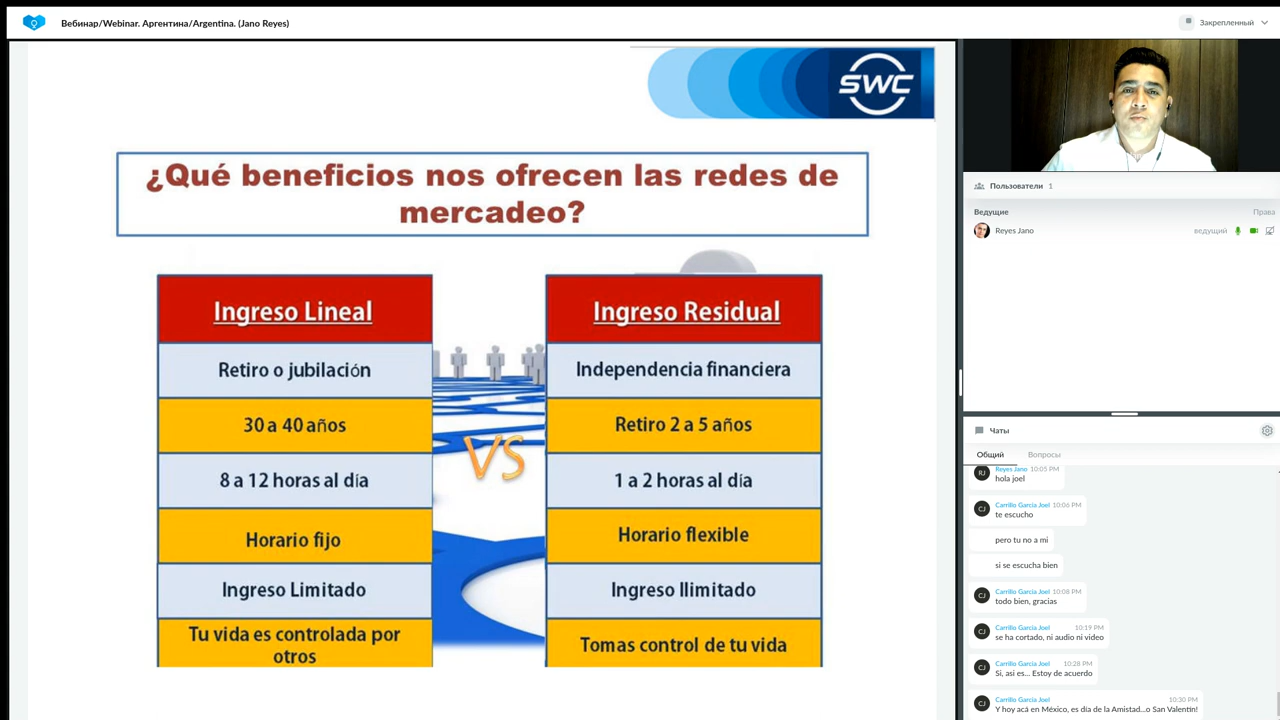 Вебинар/Webinar. Аргентина/Argentina. (Jano Reyes)
Закрепленный
SWC
¿Qué beneficios nos ofrecen las redes de
mercadeo?
Ingreso Lineal
Retiro o jubilación
30 a 40 años
8 a 12 horas al día
Horario fijo
Ingreso Limitado
Tu vida es controlada por
otros
VS
Ingreso Residual
Independencia financiera
Retiro 2 a 5 años
1 a 2 horas al día
Horario flexible
Ingreso Ilimitado
Tomas control de tu vida
Пользователи 1
Ведущие Права
Reyes Jano ведущий
Чаты
Общий Вопросы
RJ Reyes Jano 10:05 PM
hola joel
CJ Carrillo Garcia Joel 10:06 PM
te escucho
pero tu no a mi
si se escucha bien
CJ Carrillo Garcia Joel 10:08 PM
todo bien, gracias
CJ Carrillo Garcia Joel 10:19 PM
se ha cortado, ni audio ni video
CJ Carrillo Garcia Joel 10:28 PM
Si, asi es... Estoy de acuerdo
CJ Carrillo Garcia Joel 10:30 PM
Y hoy acá en México, es día de la Amistad...o San Valentín!